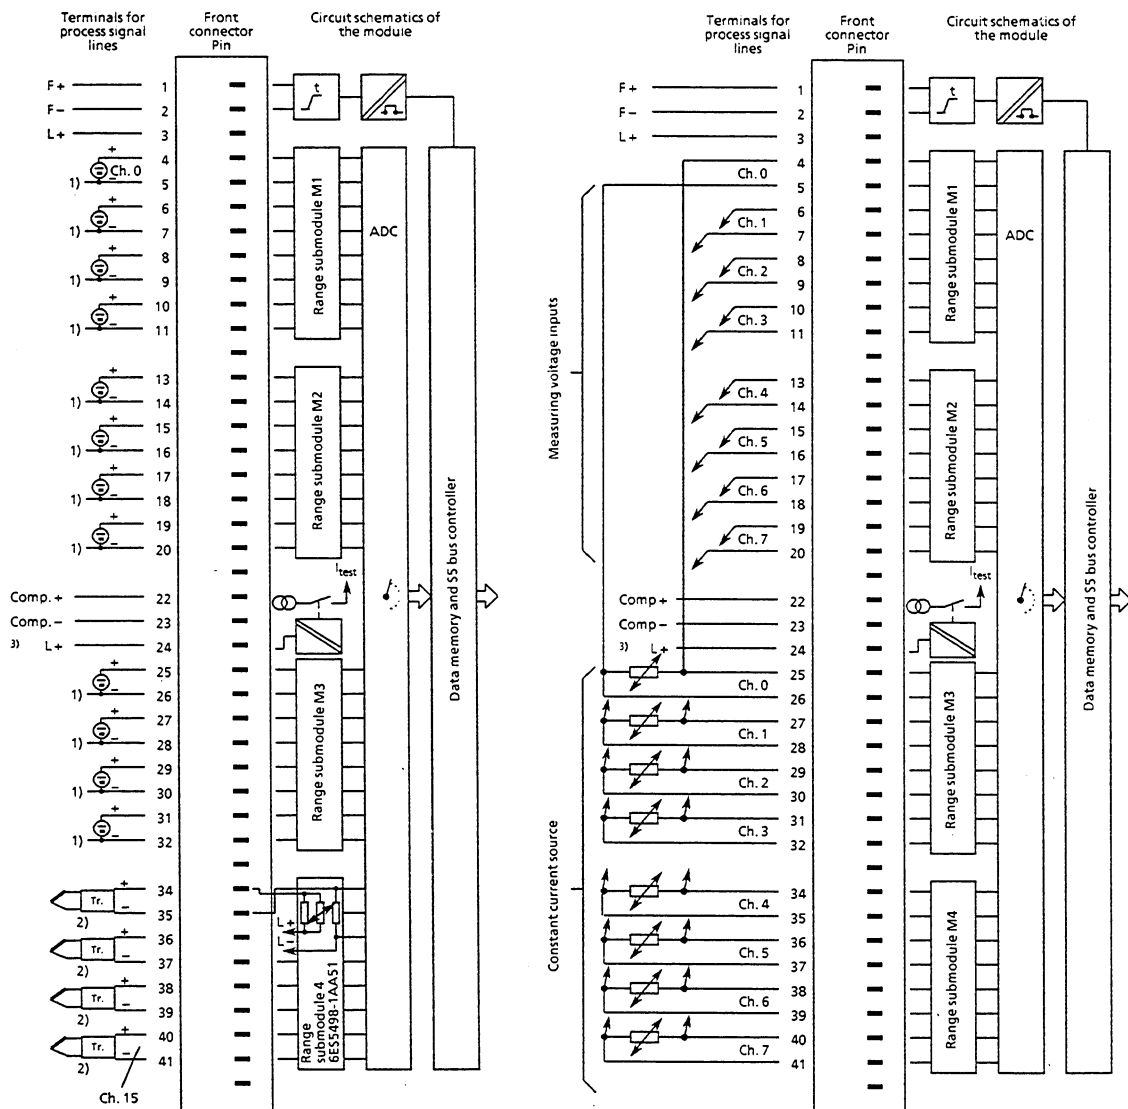 Terminals for
process signal
lines
Front
connector
Pin
Circuit schematics of
the module
F+ 1
F- 2
L+ 3
t
+ 4
Ch. 0
1) - 5
+ 6
1) - 7
+ 8
1) - 9
+ 10
1) - 11
Range submodule M1
ADC
+ 13
1) - 14
+ 15
1) - 16
+ 17
1) - 18
+ 19
1) - 20
Range submodule M2
Itest
Comp.+ 22
Comp.- 23
3) L+ 24
+ 25
1) - 26
+ 27
1) - 28
+ 29
1) - 30
+ 31
1) - 32
Range submodule M3
Data memory and S5 bus controller
+ 34
Tr. - 35
2)
+ 36
Tr. - 37
2)
+ 38
Tr. - 39
2)
+ 40
Tr. - 41
2)
Ch. 15
L+
L-
Range
submodule 4
6ES5498-1AA51
Terminals for
process signal
lines
Front
connector
Pin
Circuit schematics of
the module
F+ 1
F- 2
L+ 3
t
4
Ch. 0
5
6
Ch. 1
7
8
Ch. 2
9
10
Ch. 3
11
Range submodule M1
ADC
Measuring voltage inputs
13
Ch. 4
14
15
Ch. 5
16
17
Ch. 6
18
19
Ch. 7
20
Range submodule M2
Itest
Comp+ 22
Comp- 23
3) L+ 24
25
Ch. 0
26
27
Ch. 1
28
29
Ch. 2
30
31
Ch. 3
32
Range submodule M3
Data memory and S5 bus controller
Constant current source
34
Ch. 4
35
36
Ch. 5
37
38
Ch. 6
39
40
Ch. 7
41
Range submodule M4